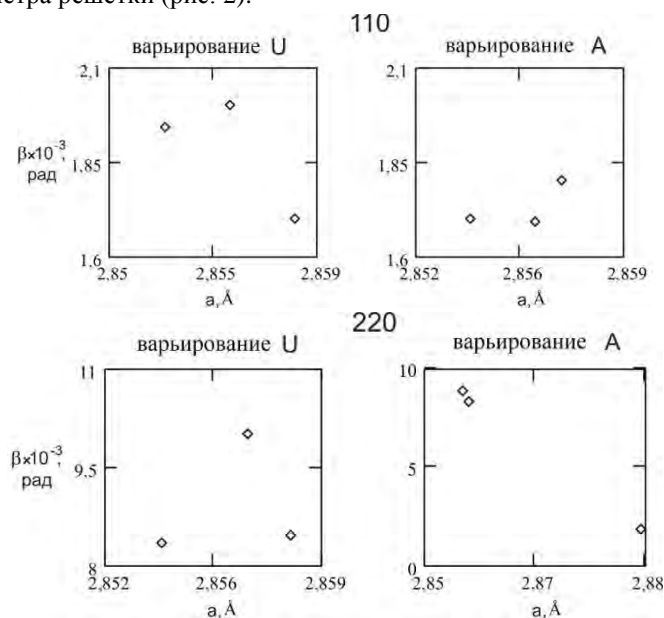 метра решетки (рис. 2).
110
варьирование U
варьирование A
2,1
2,1
β×10⁻³,
рад
1,85
1,85
1,6
1,6
2,85
2,855
2,859
2,852
2,856
2,859
a,Å
a,Å
220
варьирование U
варьирование A
11
10
β×10⁻³,
рад
9,5
5
8
0
2,852
2,856
2,859
2,85
2,87
2,88
a,Å
a,Å